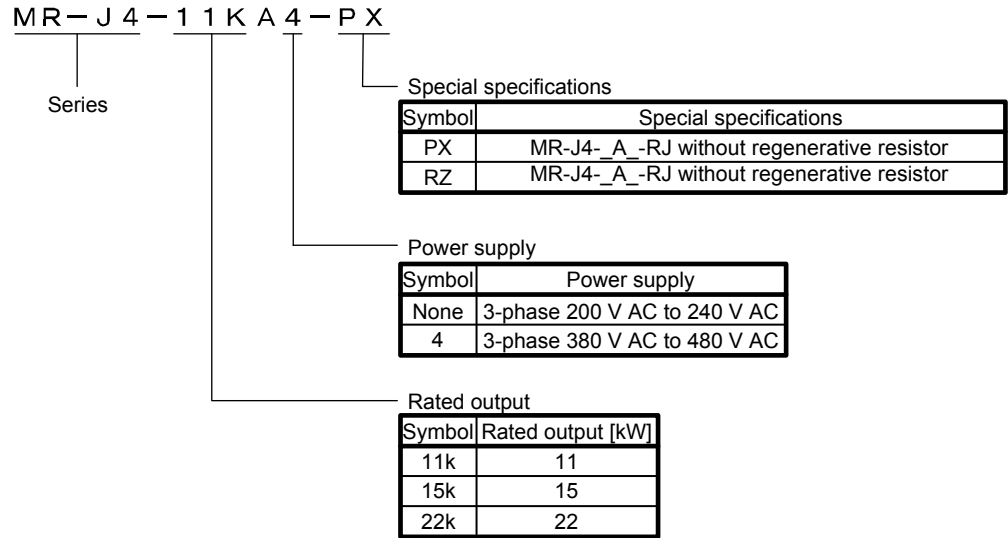 MR-J4-11KA4-PX
Series
Special specifications
Symbol Special specifications
PX MR-J4-_A_-RJ without regenerative resistor
RZ MR-J4-_A_-RJ without regenerative resistor
Power supply
Symbol Power supply
None 3-phase 200 V AC to 240 V AC
4 3-phase 380 V AC to 480 V AC
Rated output
Symbol Rated output [kW]
11k 11
15k 15
22k 22